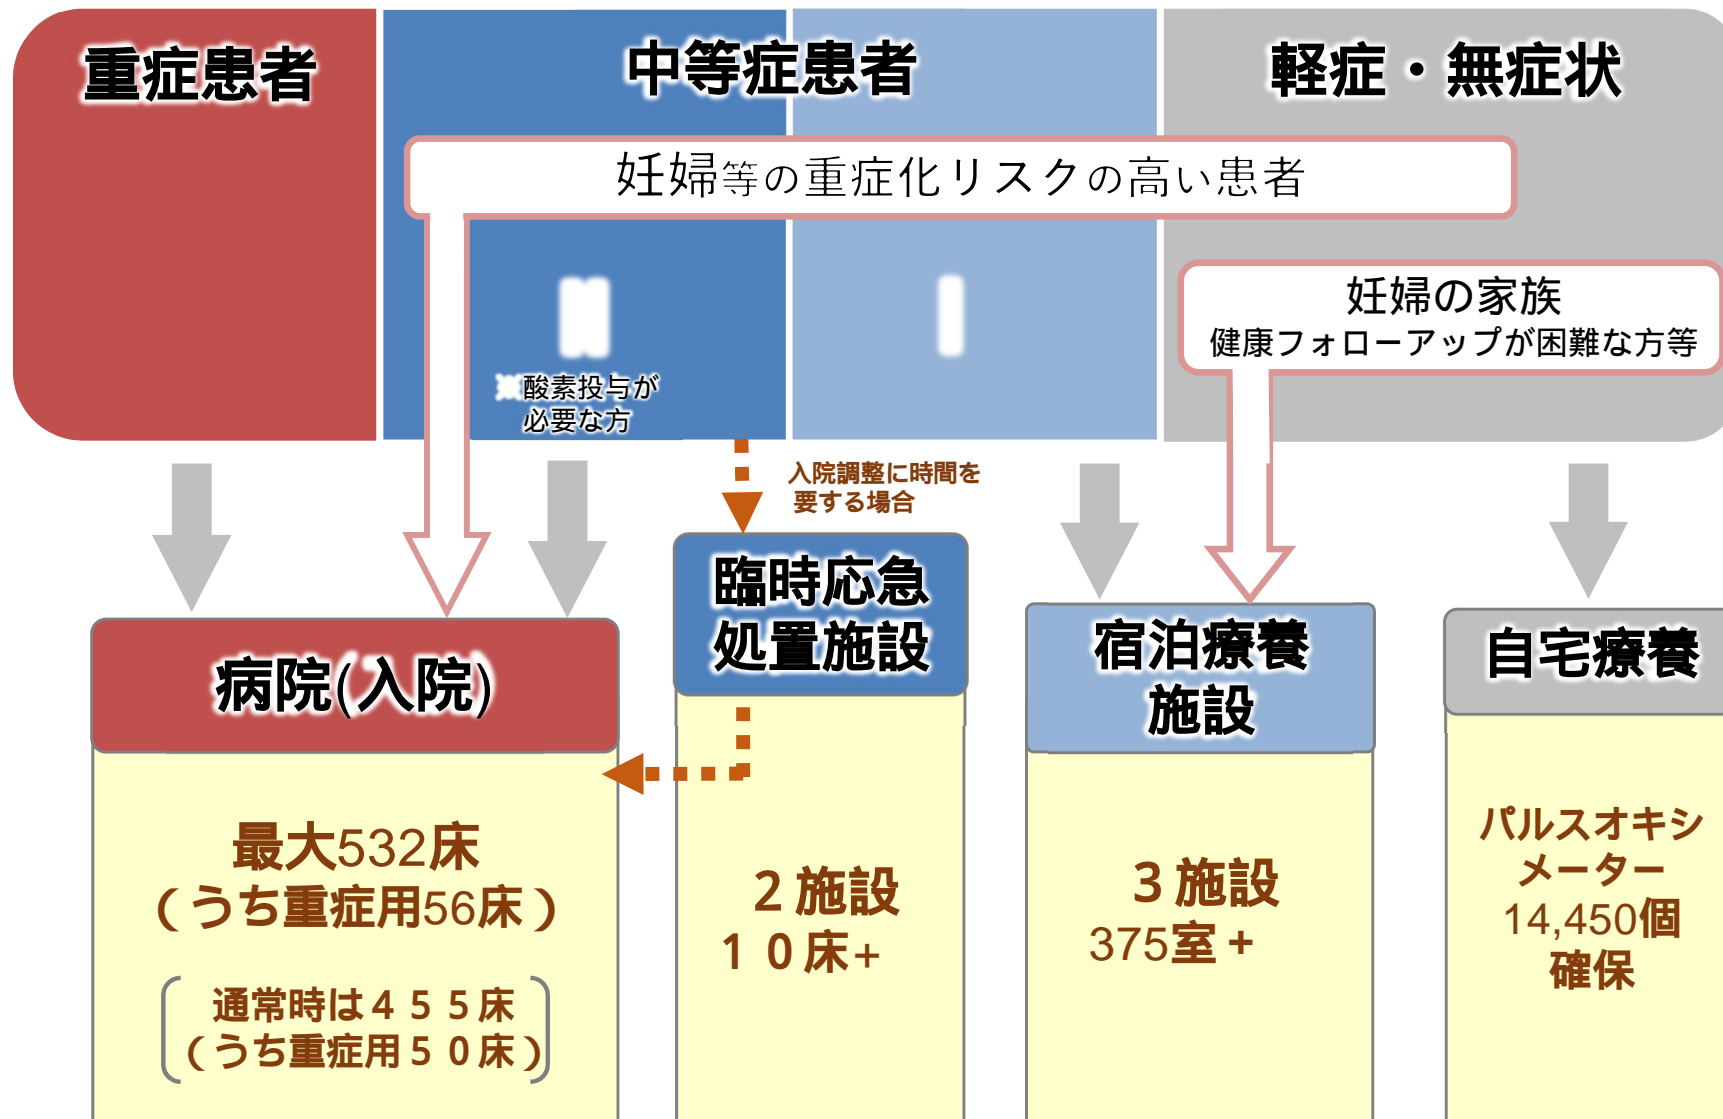 重症患者
中等症患者
軽症・無症状
妊婦等の重症化リスクの高い患者
妊婦の家族
健康フォローアップが困難な方等
※酸素投与が
必要な方
入院調整に時間を
要する場合
病院(入院)
臨時応急
処置施設
宿泊療養
施設
自宅療養
最大532床
（うち重症用56床）
通常時は４５５床
（うち重症用５０床）
２施設
１０床+
３施設
375室+
パルスオキシ
メーター
14,450個
確保